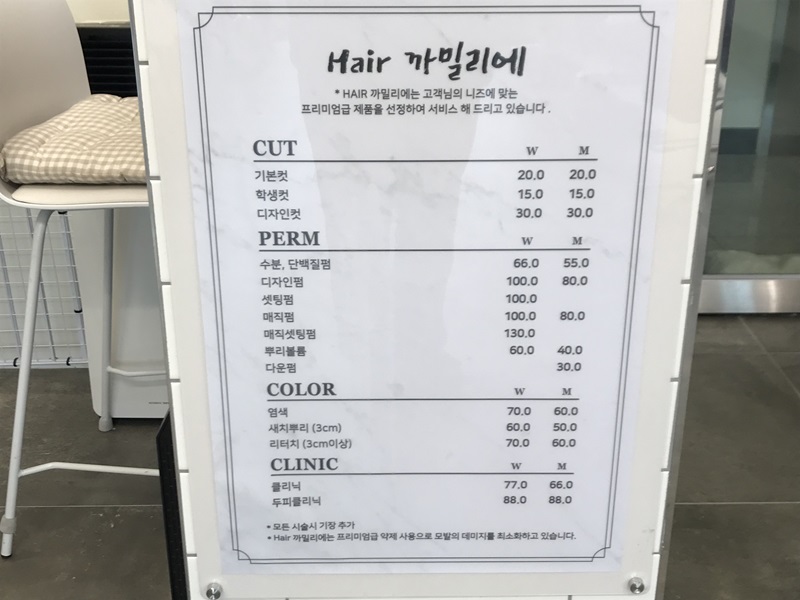 Hair 까밀리에
* HAIR 까밀리에는 고객님의 니즈에 맞는
프리미엄급 제품을 선정하여 서비스 해 드리고 있습니다 .
CUT W M
기본컷 20.0 20.0
학생컷 15.0 15.0
디자인컷 30.0 30.0
PERM W M
수분, 단백질펌 66.0 55.0
디자인펌 100.0 80.0
셋팅펌 100.0
매직펌 100.0 80.0
매직셋팅펌 130.0
뿌리볼륨 60.0 40.0
다운펌 30.0
COLOR W M
염색 70.0 60.0
새치뿌리 (3cm) 60.0 50.0
리터치 (3cm이상) 70.0 60.0
CLINIC W M
클리닉 77.0 66.0
두피클리닉 88.0 88.0
* 모든 시술시 기장 추가
* Hair 까밀리에는 프리미엄급 약제 사용으로 모발의 데미지를 최소화하고 있습니다.